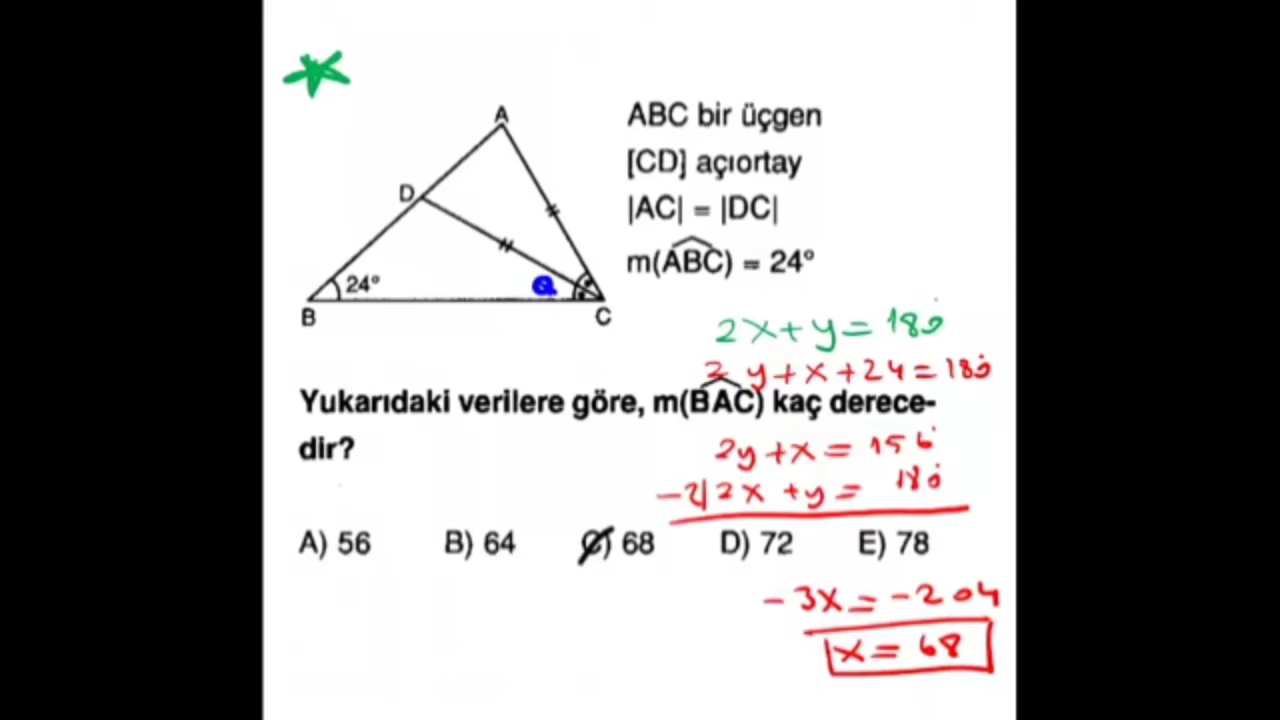 A
ABC bir üçgen
[CD] açıortay
D
|AC| = |DC|
m(ABC) = 24°
24°
B
C
2x+y=180
2y+x+24=180
Yukarıdaki verilere göre, m(BAC) kaç derece-
dir?
2y+x=156
-2/2x+y= 180
A) 56 B) 64 C) 68 D) 72 E) 78
-3x=-204
x=68